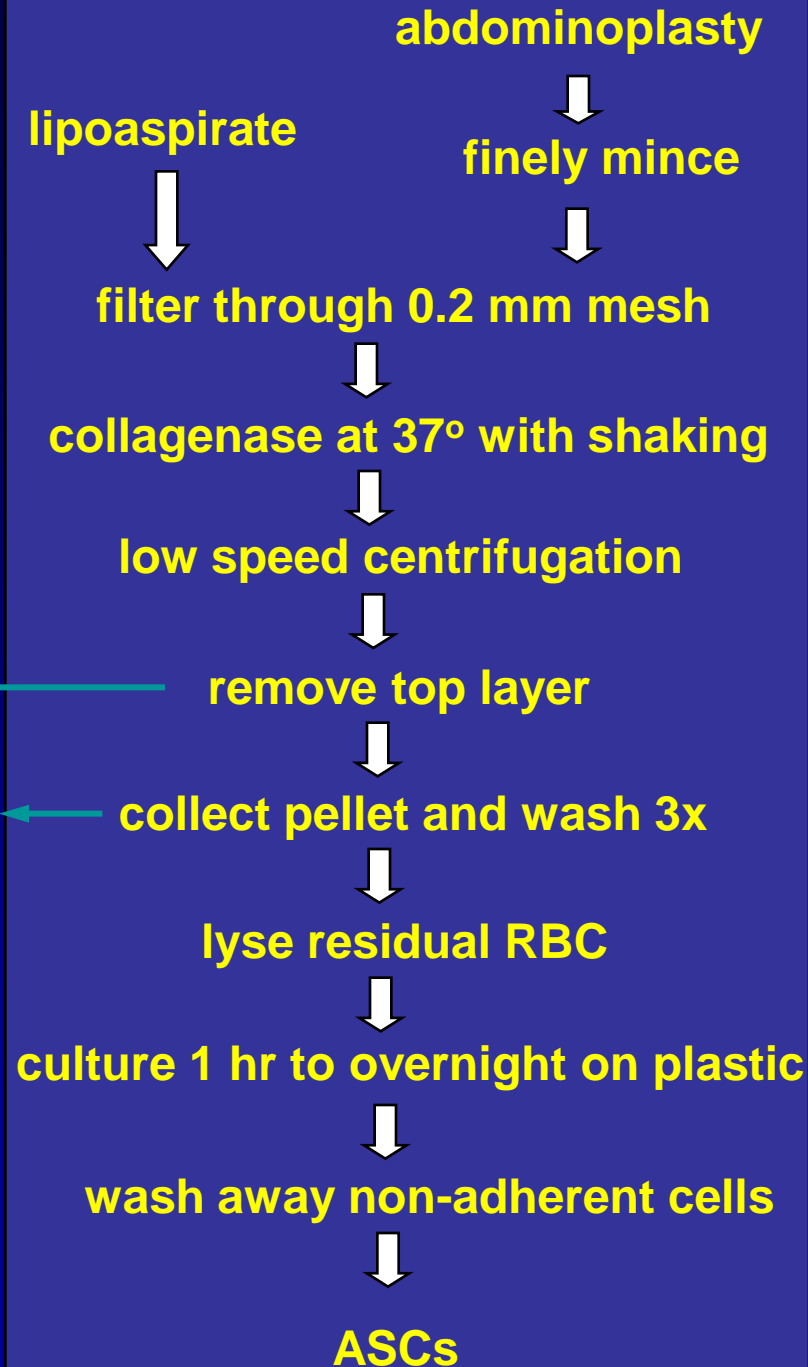 abdominoplasty
lipoaspirate
finely mince
filter through 0.2 mm mesh
collagenase at 37º with shaking
low speed centrifugation
remove top layer
collect pellet and wash 3x
lyse residual RBC
culture 1 hr to overnight on plastic
wash away non-adherent cells
ASCs